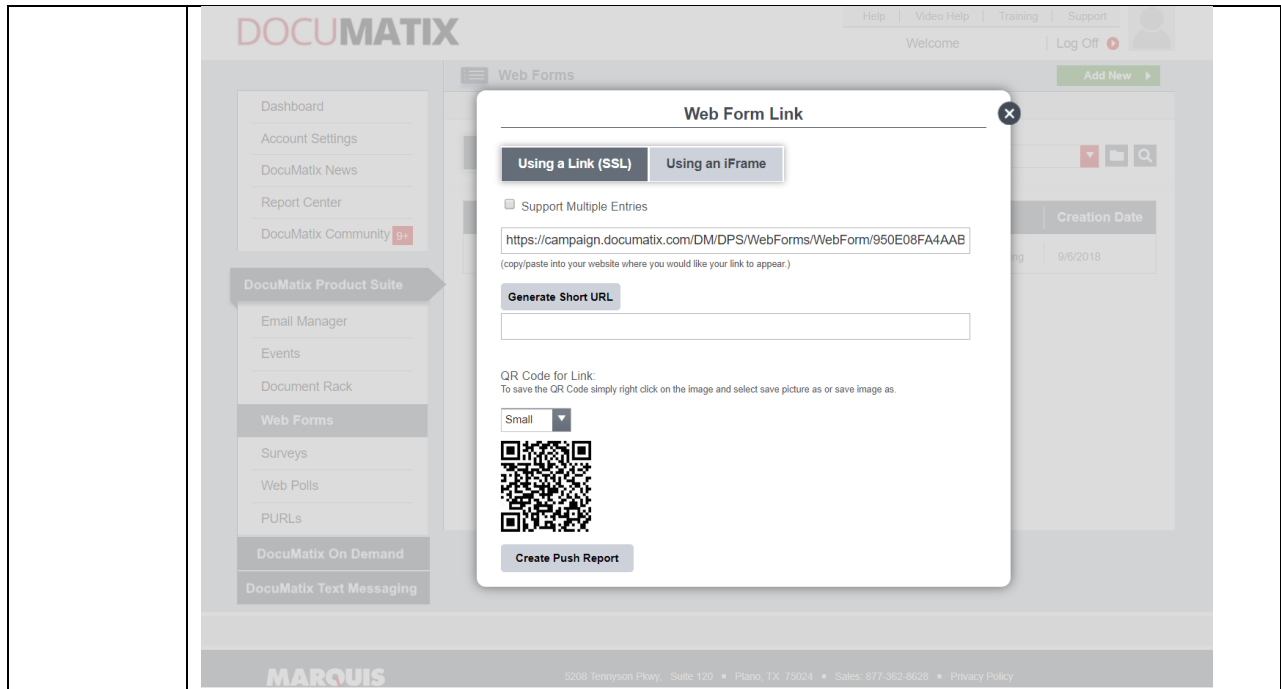 DOCUMATIX
Help | Video Help | Training | Support
Welcome | Log Off
Web Forms
Add New
Dashboard
Account Settings
DocuMatix News
Report Center
DocuMatix Community 9+
DocuMatix Product Suite
Email Manager
Events
Document Rack
Web Forms
Surveys
Web Polls
PURLs
DocuMatix On Demand
DocuMatix Text Messaging
Web Form Link
Using a Link (SSL)
Using an iFrame
Support Multiple Entries
https://campaign.documatix.com/DM/DPS/WebForms/WebForm/950E08FA4AAB
(copy/paste into your website where you would like your link to appear.)
Generate Short URL
QR Code for Link:
To save the QR Code simply right click on the image and select save picture as or save image as.
Small
Create Push Report
Creation Date
9/6/2018
MARQUIS
5208 Tennyson Pkwy, Suite 120 • Plano, TX 75024 • Sales: 877-362-8628 • Privacy Policy